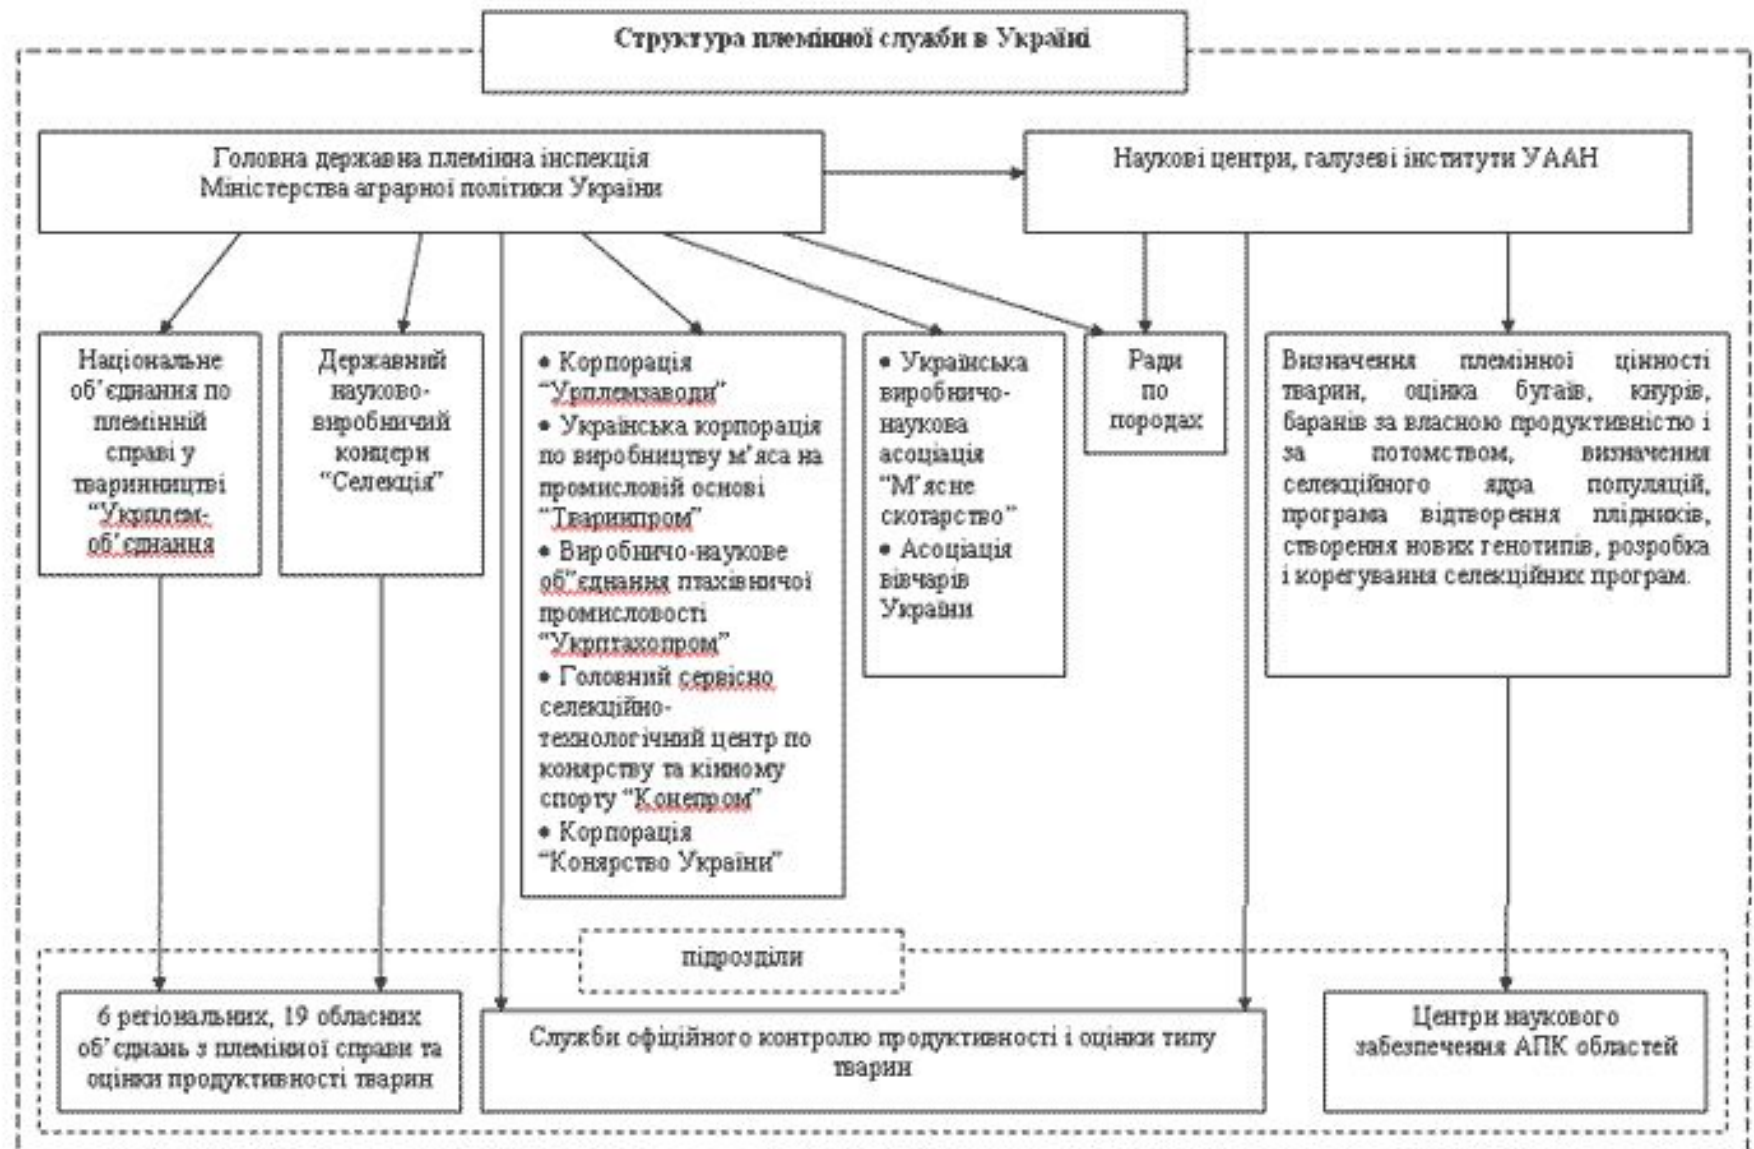 Структура племінної служби в Україні
Головна державна племінна інспекція
Міністерства аграрної політики України
Наукові центри, галузеві інститути УААН
Національне
об’єднання по
племінній
справі у
тваринництві
“Укрплем-
об’єднання
Державний
науково-
виробничий
концерн
“Селекція”
• Корпорація
“Урплемзаводи”
• Українська корпорація
по виробництву м’яса на
промисловій основі
“Тваринпром”
• Виробничо-наукове
об”єднання птахівничої
промисловості
“Укрптахопром”
• Головний сервісно
селекційно-
технологічний центр по
конярству та кінному
спорту “Конепром”
• Корпорація
“Конярство України”
• Українська
виробничо-
наукова
асоціація
“М’ясне
скотарство”
• Асоціація
вівчарів
України
Ради
по
породах
Визначення племінної цінності
тварин, оцінка бугаїв, кнурів,
баранів за власною продуктивністю і
за потомством, визначення
селекційного ядра популяцій,
програма відтворення плідників,
створення нових генотипів, розробка
і корегування селекційних програм.
підрозділи
6 регіональних, 19 обласних
об’єднань з племінної справи та
оцінки продуктивності тварин
Служби офіційного контролю продуктивності і оцінки типу
тварин
Центри наукового
забезпечення АПК областей